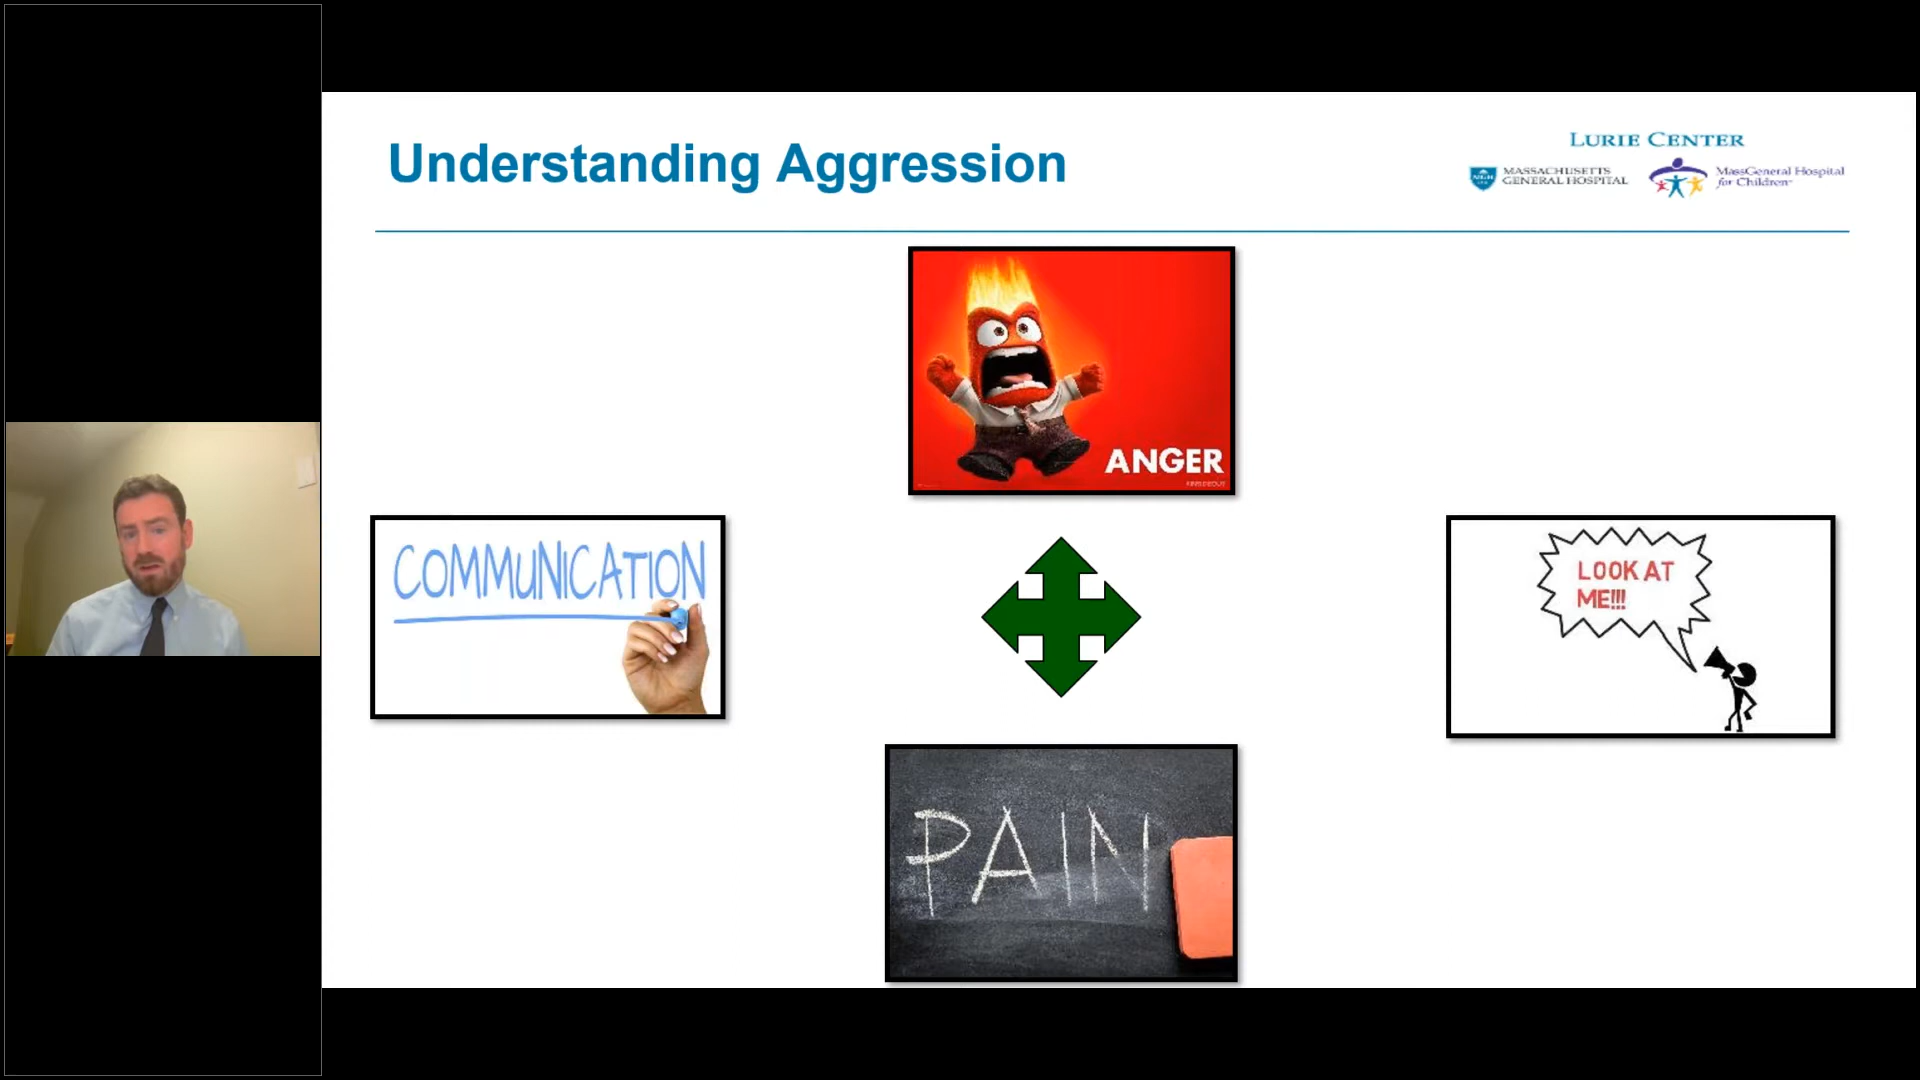 Understanding Aggression
LURIE CENTER
MASSACHUSETTS
GENERAL HOSPITAL
MassGeneral Hospital
for Children
ANGER
COMMUNICATION
LOOK AT
ME!!!
PAIN